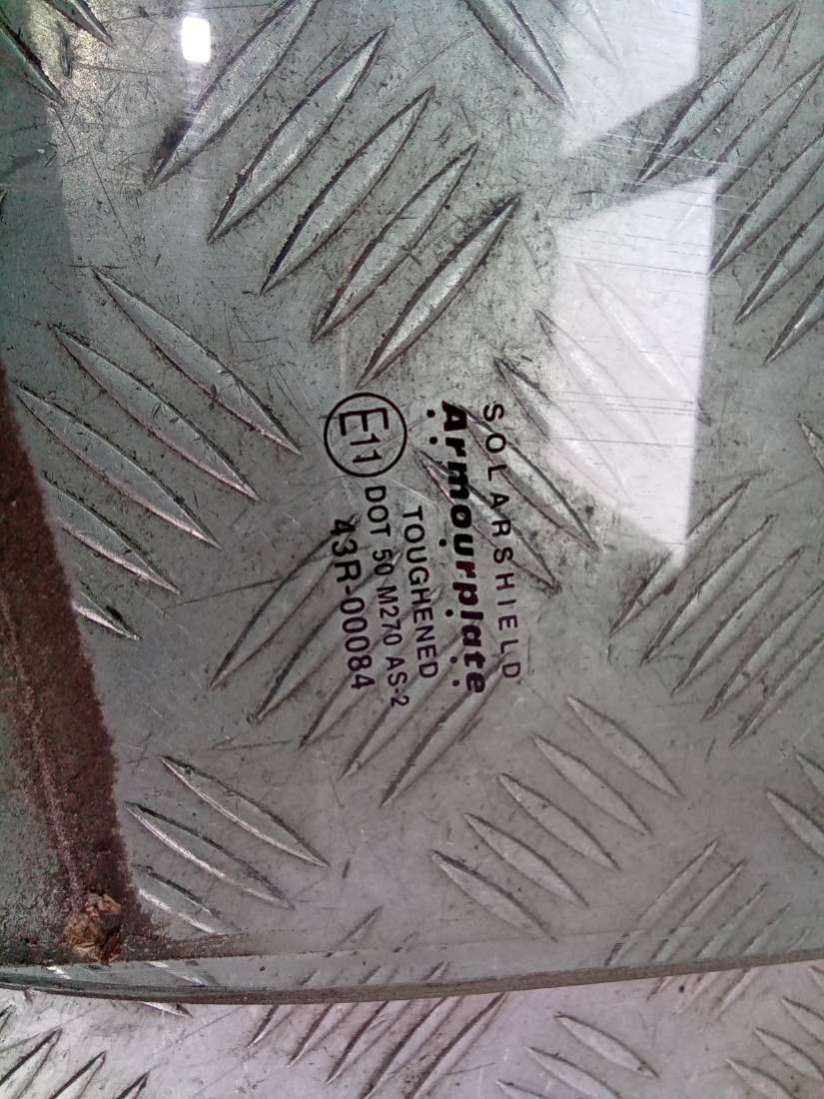 SOLARSHIELD
Armourplate
TOUGHENED
E11 DOT 50 M270 AS-2
43R-00084